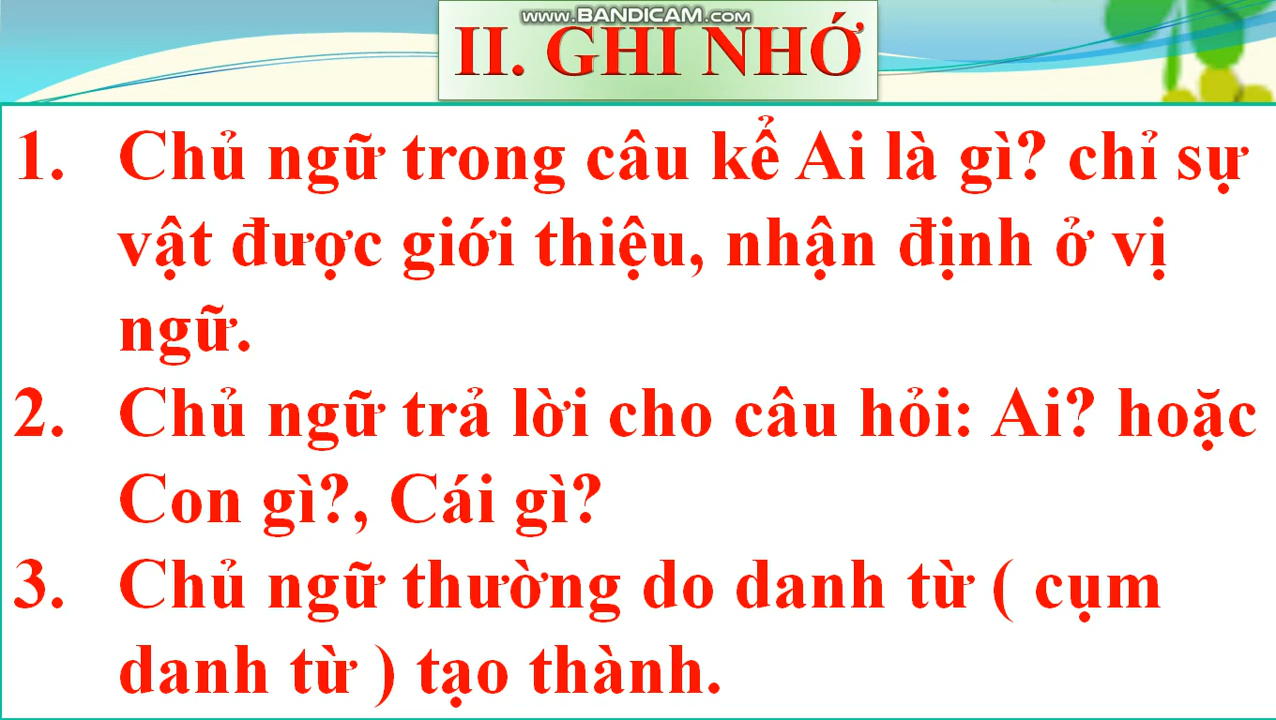 www.BANDICAM.com
II. GHI NHỚ
1. Chủ ngữ trong câu kể Ai là gì? chỉ sự
vật được giới thiệu, nhận định ở vị
ngữ.
2. Chủ ngữ trả lời cho câu hỏi: Ai? hoặc
Con gì?, Cái gì?
3. Chủ ngữ thường do danh từ ( cụm
danh từ ) tạo thành.